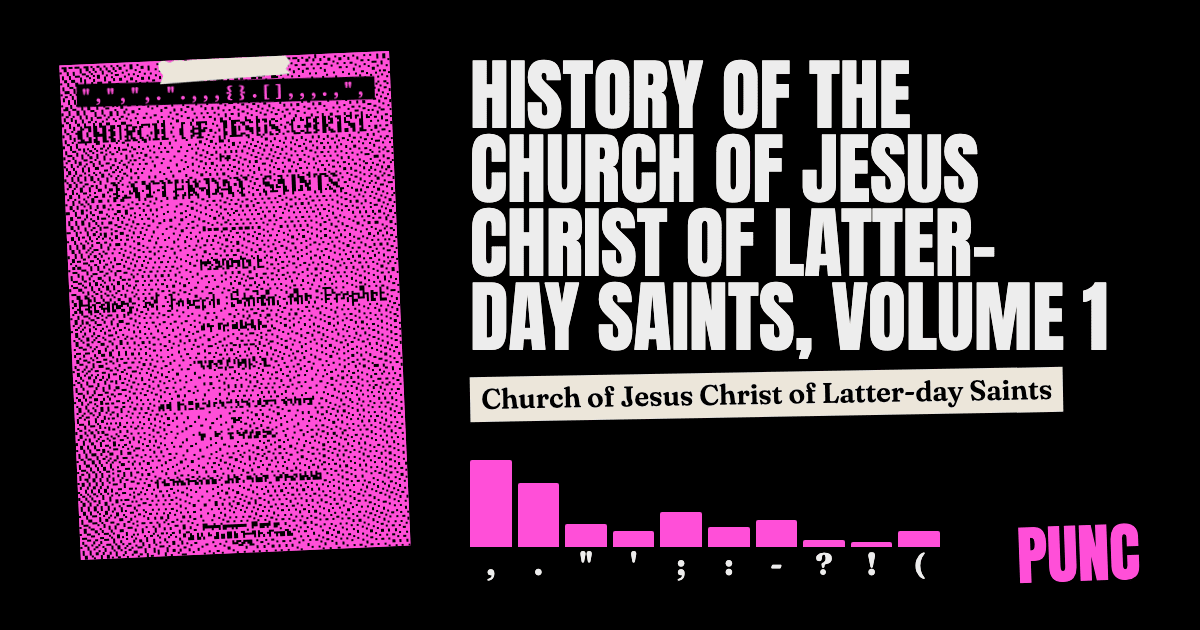 ",",",.".,,,{}.[],,,.,",
CHURCH OF JESUS CHRIST
LATTER-DAY SAINTS.
History of Joseph Smith, the Prophet
HISTORY OF THE
CHURCH OF JESUS
CHRIST OF LATTER-
DAY SAINTS, VOLUME 1
Church of Jesus Christ of Latter-day Saints
, . " ' ; : - ? ! (
PUNC